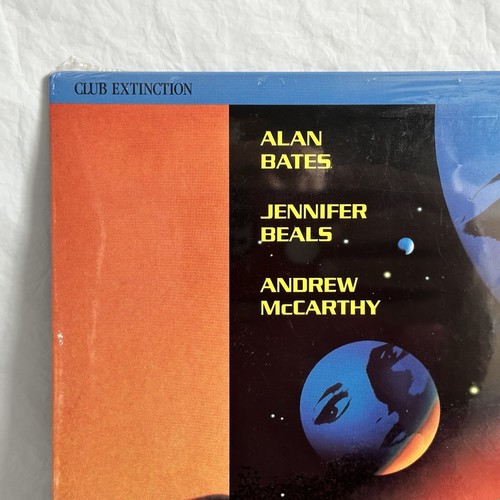 CLUB EXTINCTION
ALAN
BATES
JENNIFER
BEALS
ANDREW
McCARTHY